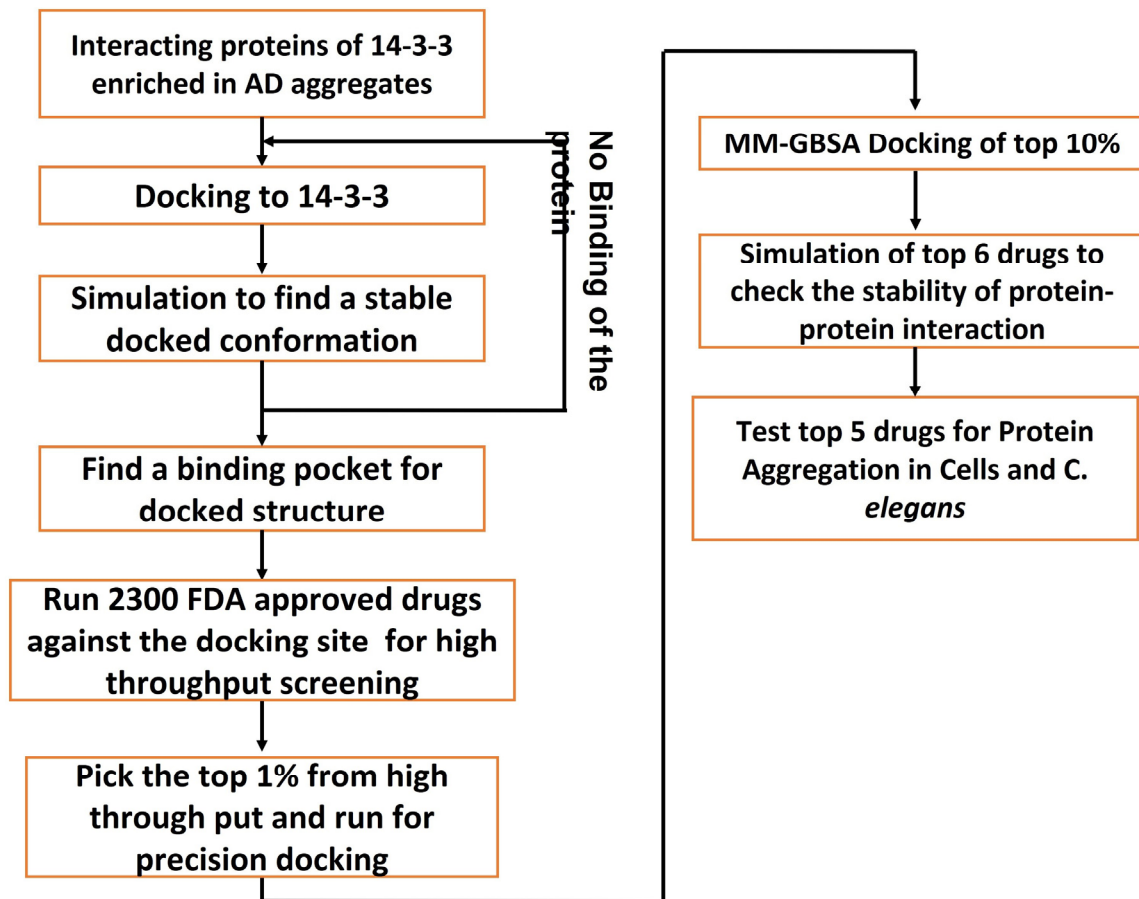 Interacting proteins of 14-3-3
enriched in AD aggregates
No Binding of the
protein
Docking to 14-3-3
Simulation to find a stable
docked conformation
Find a binding pocket for
docked structure
Run 2300 FDA approved drugs
against the docking site for high
throughput screening
Pick the top 1% from high
through put and run for
precision docking
MM-GBSA Docking of top 10%
Simulation of top 6 drugs to
check the stability of protein-
protein interaction
Test top 5 drugs for Protein
Aggregation in Cells and C.
elegans